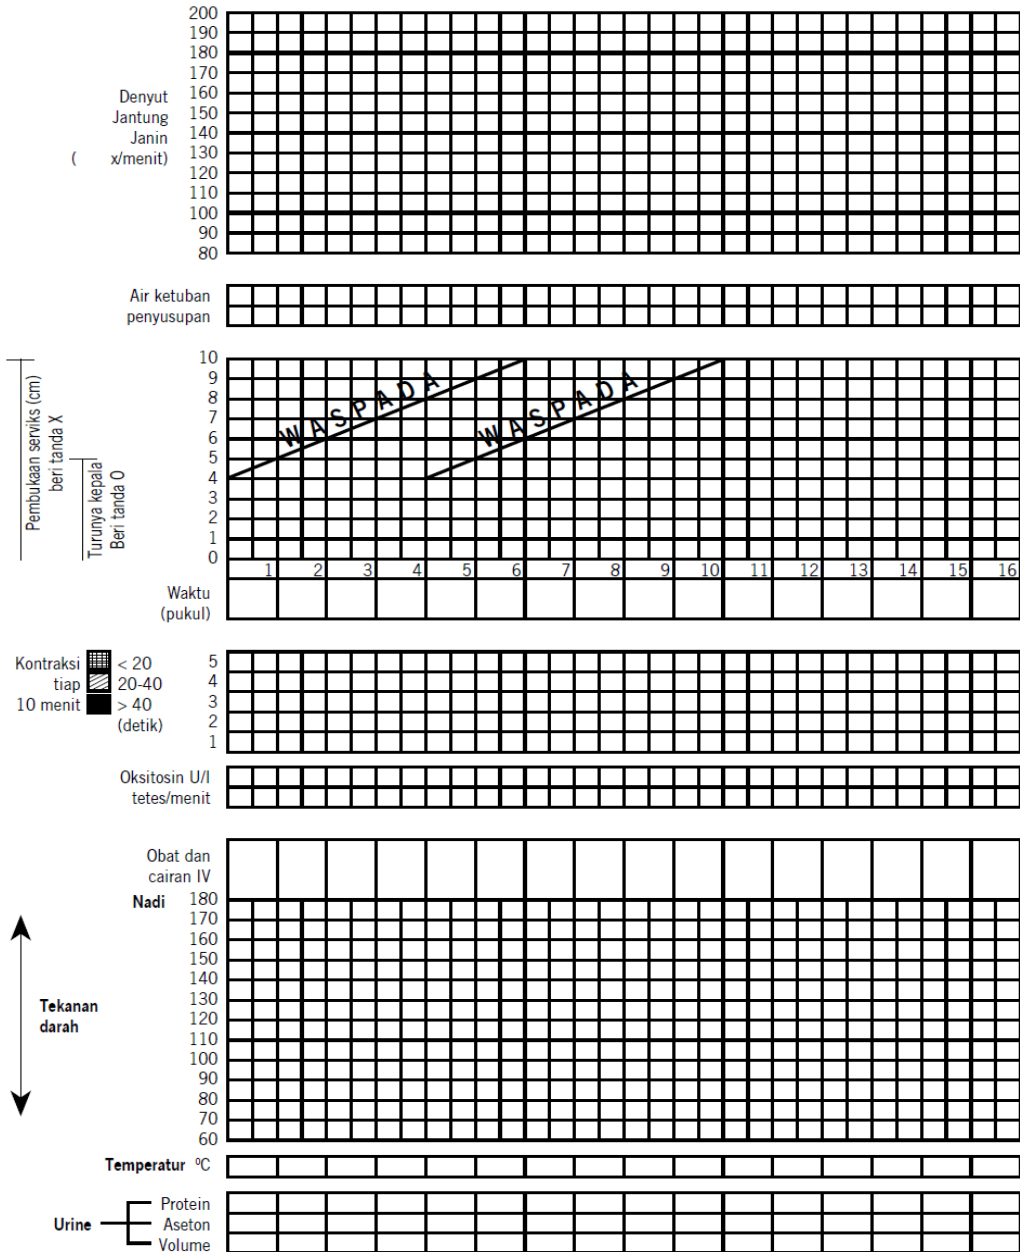 200
190
180
170
160
150
140
130
120
110
100
90
80
Denyut
Jantung
Janin
( x/menit)
Air ketuban
penyusupan
Pembukaan serviks (cm)
beri tanda X
Turunya kepala
Beri tanda O
10
9
8
7
6
5
4
3
2
1
0
WASPADA
WASPADA
1 2 3 4 5 6 7 8 9 10 11 12 13 14 15 16
Waktu
(pukul)
Kontraksi < 20
tiap 20-40
10 menit > 40
(detik)
5
4
3
2
1
Oksitosin U/l
tetes/menit
Obat dan
cairan IV
Nadi
180
170
160
150
140
130
120
110
100
90
80
70
60
Tekanan
darah
Temperatur ºC
Urine
Protein
Aseton
Volume